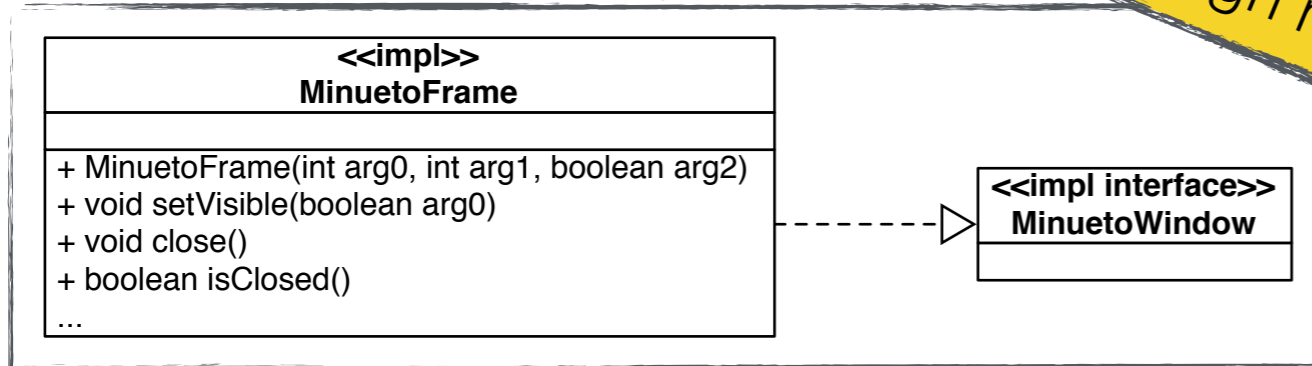 <<impl>>
MinuetoFrame
+ MinuetoFrame(int arg0, int arg1, boolean arg2)
+ void setVisible(boolean arg0)
+ void close()
+ boolean isClosed()
...
<<impl interface>>
MinuetoWindow